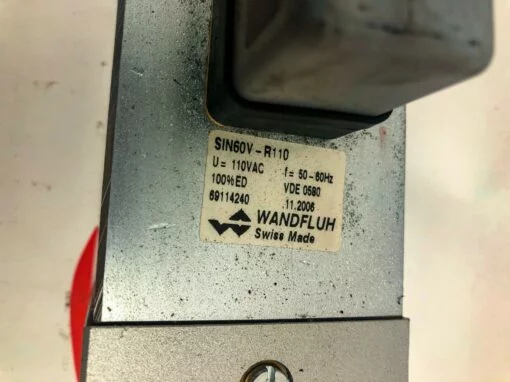 SIN60V-R110
U = 110VAC f = 50-60Hz
100%ED VDE 0580
69114240 .11.2006
WANDFLUH
Swiss Made